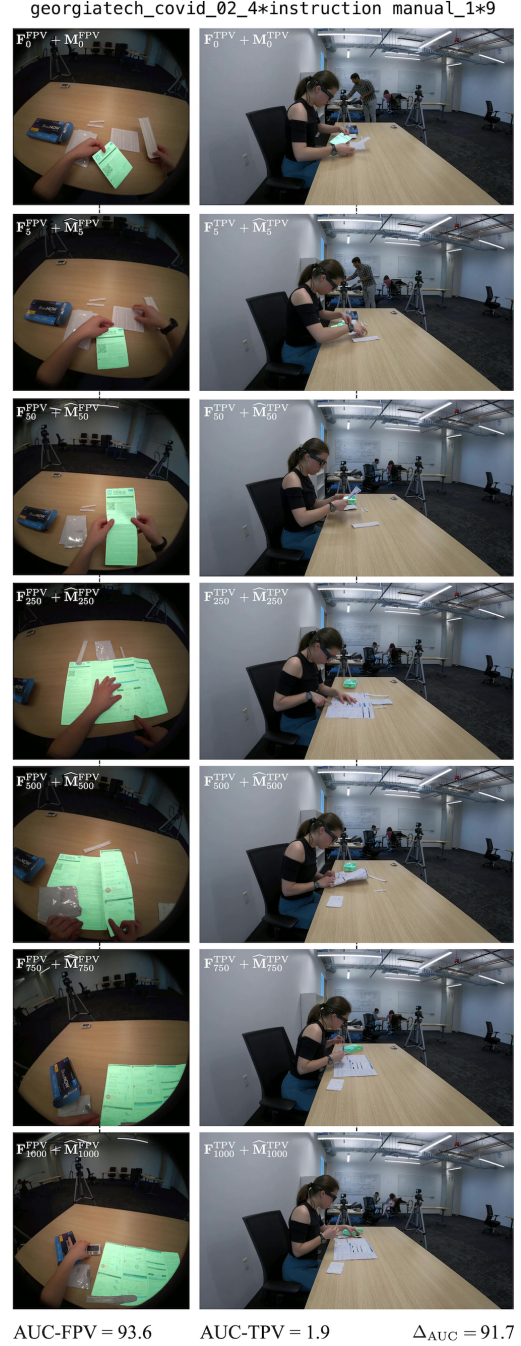 georgiatech_covid_02_4*instruction manual_1*9
F₀^FPV + M₀^FPV
F₀^TPV + M₀^TPV
F₅^FPV + M̂₅^FPV
F₅^TPV + M̂₅^TPV
F₅₀^FPV + M̂₅₀^FPV
F₅₀^TPV + M̂₅₀^TPV
F₂₅₀^FPV + M̂₂₅₀^FPV
F₂₅₀^TPV + M̂₂₅₀^TPV
F₅₀₀^FPV + M̂₅₀₀^FPV
F₅₀₀^TPV + M̂₅₀₀^TPV
F₇₅₀^FPV + M̂₇₅₀^FPV
F₇₅₀^TPV + M̂₇₅₀^TPV
F₁₀₀₀^FPV + M̂₁₀₀₀^FPV
F₁₀₀₀^TPV + M̂₁₀₀₀^TPV
AUC-FPV = 93.6
AUC-TPV = 1.9
Δ_AUC = 91.7